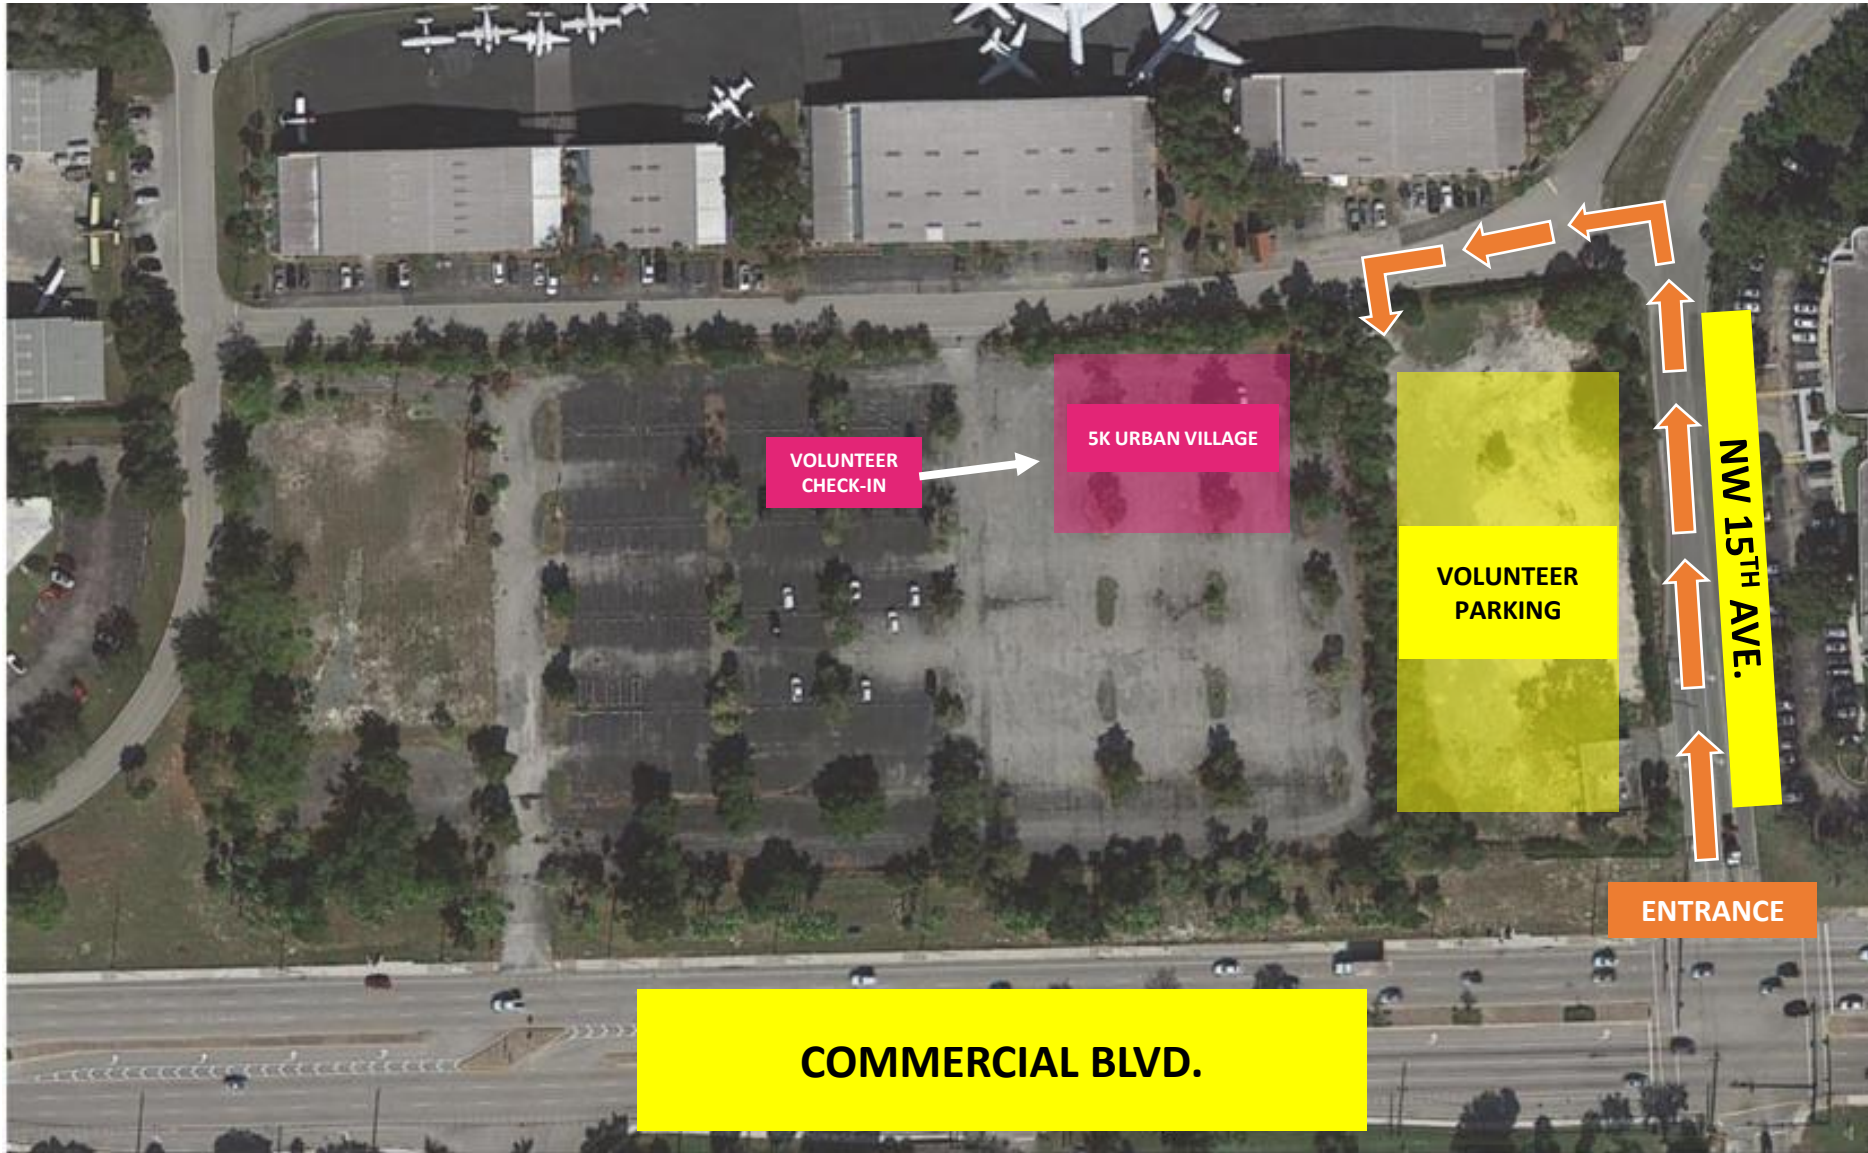 5K URBAN VILLAGE
VOLUNTEER
CHECK-IN
VOLUNTEER
PARKING
NW 15TH AVE.
ENTRANCE
COMMERCIAL BLVD.